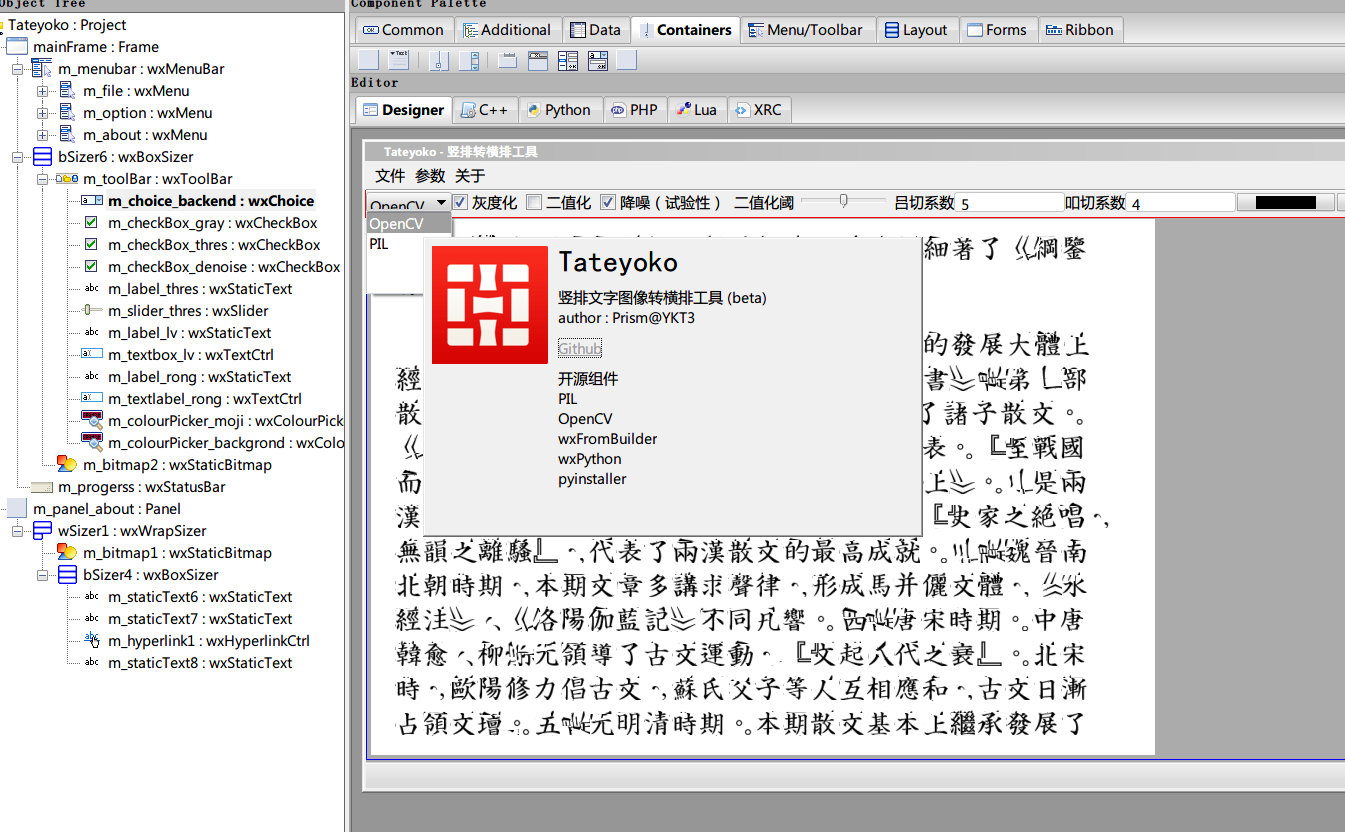 Object Tree
Tateyoko : Project
mainFrame : Frame
m_menubar : wxMenuBar
m_file : wxMenu
m_option : wxMenu
m_about : wxMenu
bSizer6 : wxBoxSizer
m_toolBar : wxToolBar
m_choice_backend : wxChoice
m_checkBox_gray : wxCheckBox
m_checkBox_thres : wxCheckBox
m_checkBox_denoise : wxCheckBox
m_label_thres : wxStaticText
m_slider_thres : wxSlider
m_label_lv : wxStaticText
m_textbox_lv : wxTextCtrl
m_label_rong : wxStaticText
m_textlabel_rong : wxTextCtrl
m_colourPicker_moji : wxColourPick
m_colourPicker_backgrond : wxColo
m_bitmap2 : wxStaticBitmap
m_progerss : wxStatusBar
m_panel_about : Panel
wSizer1 : wxWrapSizer
m_bitmap1 : wxStaticBitmap
bSizer4 : wxBoxSizer
m_staticText6 : wxStaticText
m_staticText7 : wxStaticText
m_hyperlink1 : wxHyperlinkCtrl
m_staticText8 : wxStaticText
Component Palette
Common Additional Data Containers Menu/Toolbar Layout Forms Ribbon
Editor
Designer C++ Python PHP Lua XRC
Tateyoko - 竖排转横排工具
文件 参数 关于
OpenCV 灰度化 二值化 降噪（试验性） 二值化阈 吕切系数 5 叩切系数 4
OpenCV
PIL
Tateyoko
竖排文字图像转横排工具 (beta)
author : Prism@YKT3
Github
开源组件
PIL
OpenCV
wxFromBuilder
wxPython
pyinstaller
細著了《綱鑒
的發展大體上
經
書》 第 部
散
了諸子散文。
《
表。『至戰國
而
上》。 是兩
漢
『史家之絶唱，
無韻之離騷』，代表了兩漢散文的最高成就。 魏晉南
北朝時期，本期文章多講求聲律，形成馬并儷文體， 水
經注》、《洛陽伽藍記》不同凡響。四 唐宋時期。中唐
韓愈、柳 元領導了古文運動，『文起八代之衰』。北宋
時，歐陽修力倡古文，蘇氏父子等人互相應和，古文日漸
占領文壇。五 元明清時期。本期散文基本上繼承發展了